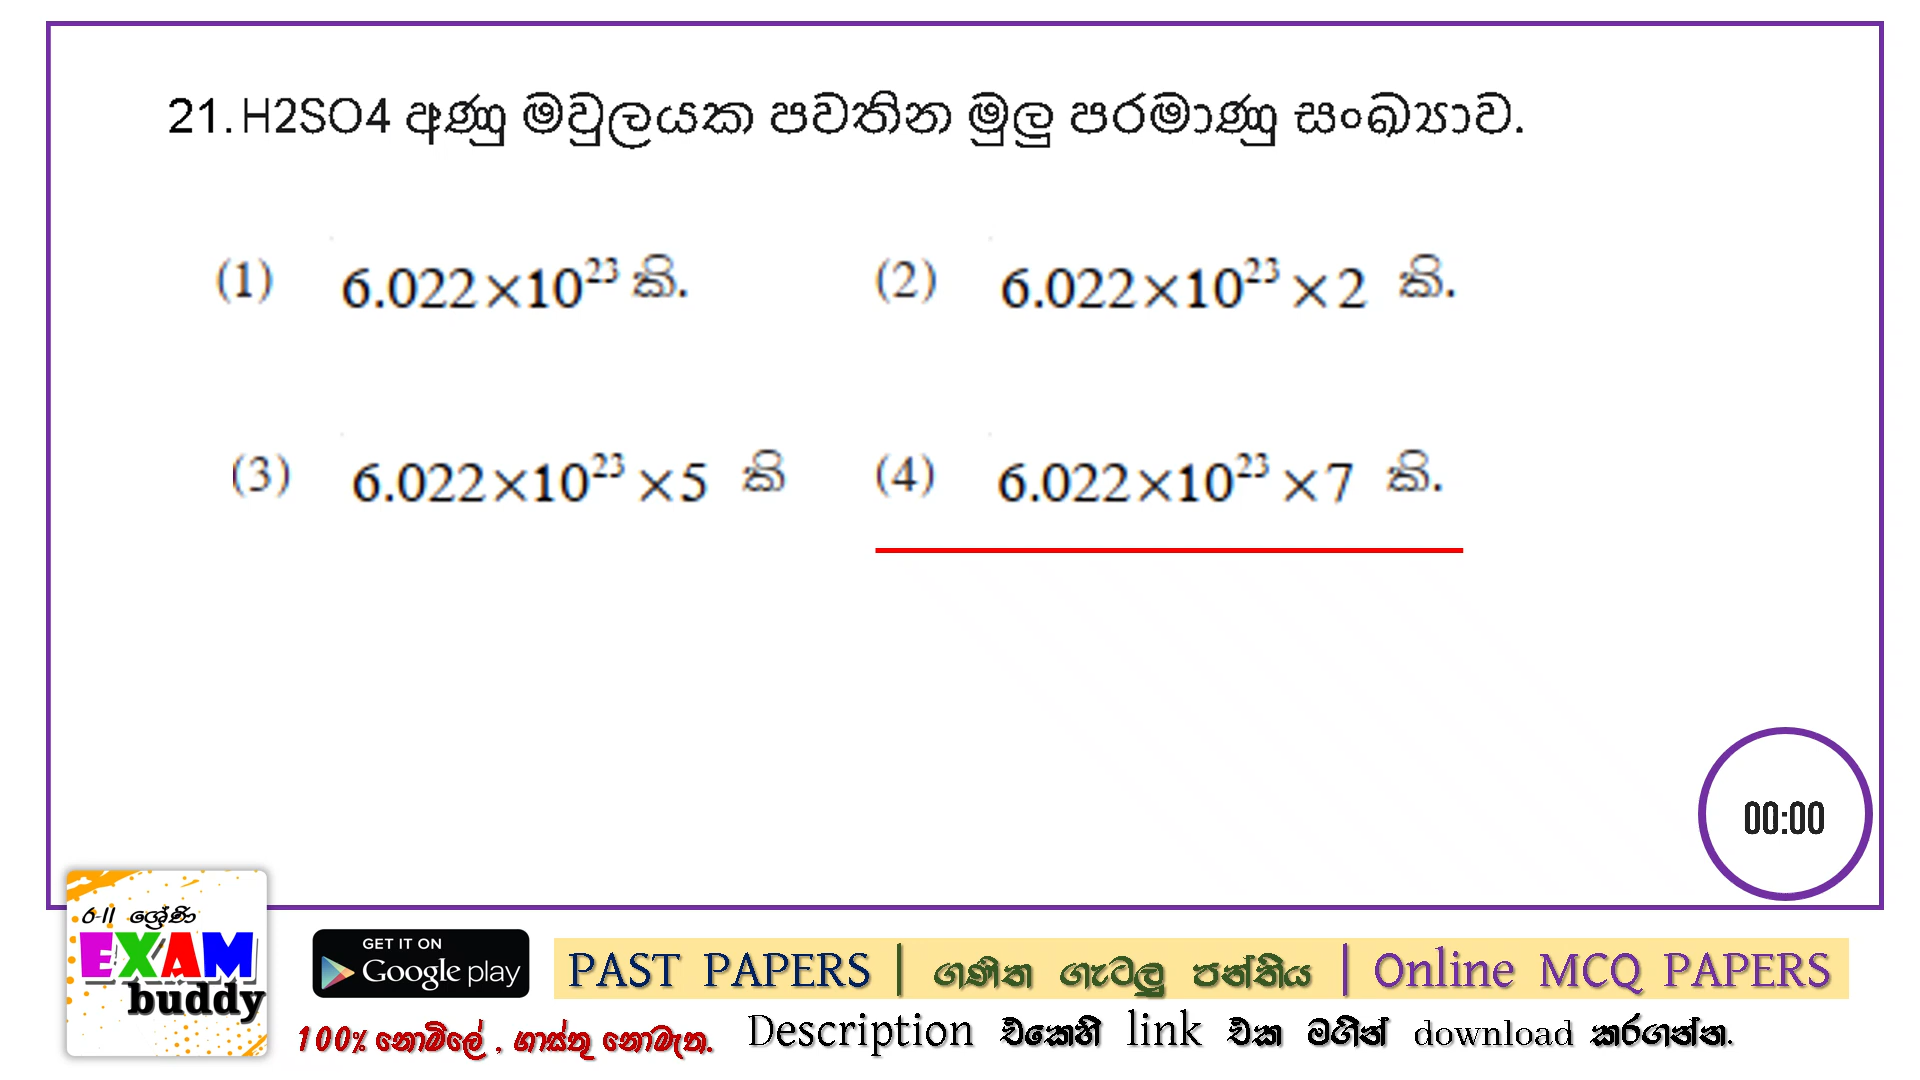 21. H2SO4 අණු මවුලයක පවතින මුලු පරමාණු සංඛ්‍යාව.
(1) 6.022×10²³ කි. (2) 6.022×10²³ ×2 කි.
(3) 6.022×10²³ ×5 කි (4) 6.022×10²³ ×7 කි.
00:00
6-11 ශ්‍රේණි
EXAM
buddy
GET IT ON
Google play
PAST PAPERS | ගණිත ගැටලු පන්තිය | Online MCQ PAPERS
100% නොමිලේ , ගාස්තු නොමැත.
Description එකෙහි link එක මගින් download කරගන්න.